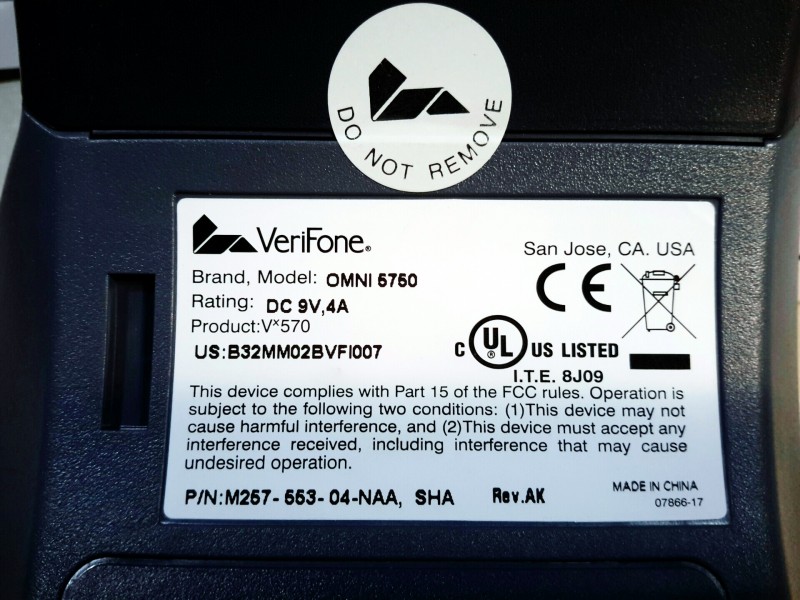 DO NOT REMOVE
VeriFone®
San Jose, CA. USA
Brand, Model: OMNI 5750
Rating: DC 9V,4A
Product:Vx570
US:B32MM02BVFI007
CE
C UL US LISTED
I.T.E. 8J09
This device complies with Part 15 of the FCC rules. Operation is
subject to the following two conditions: (1)This device may not
cause harmful interference, and (2)This device must accept any
interference received, including interference that may cause
undesired operation.
P/N:M257-553-04-NAA, SHA Rev.AK
MADE IN CHINA
07866-17